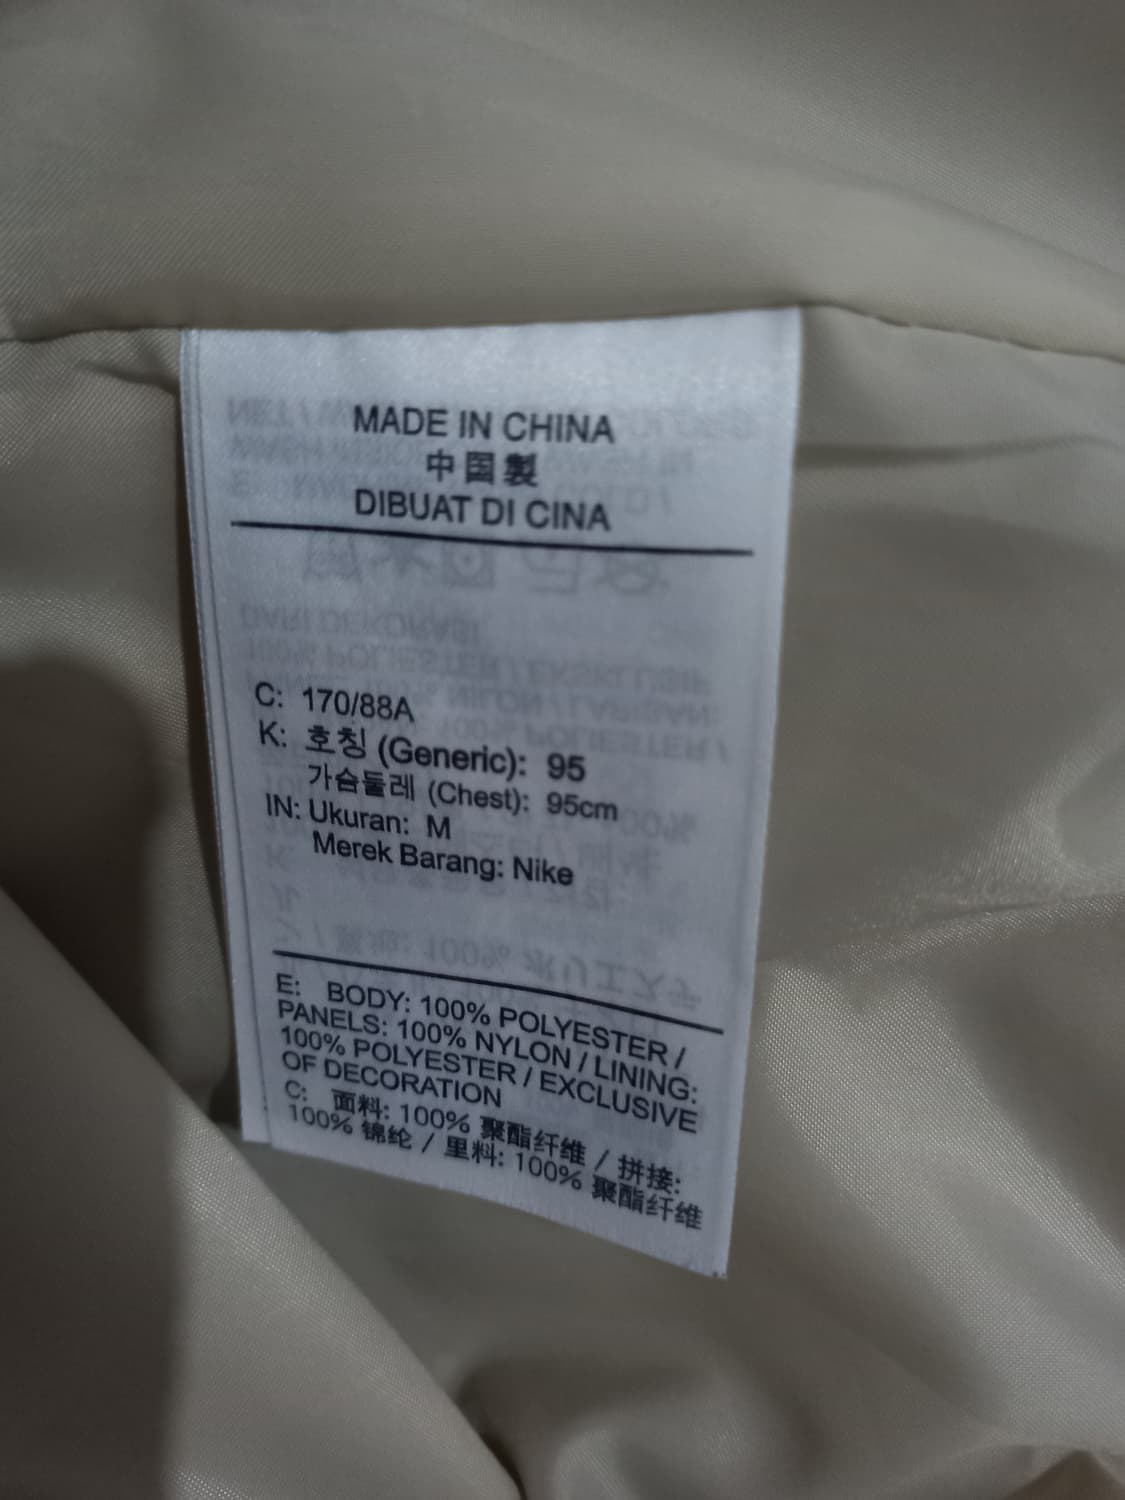 MADE IN CHINA
中国製
DIBUAT DI CINA
C: 170/88A
K: 호칭 (Generic): 95
가슴둘레 (Chest): 95cm
IN: Ukuran: M
Merek Barang: Nike
E: BODY: 100% POLYESTER /
PANELS: 100% NYLON / LINING:
100% POLYESTER / EXCLUSIVE
OF DECORATION
C: 面料: 100% 聚酯纤维 / 拼接:
100% 锦纶 / 里料: 100% 聚酯纤维